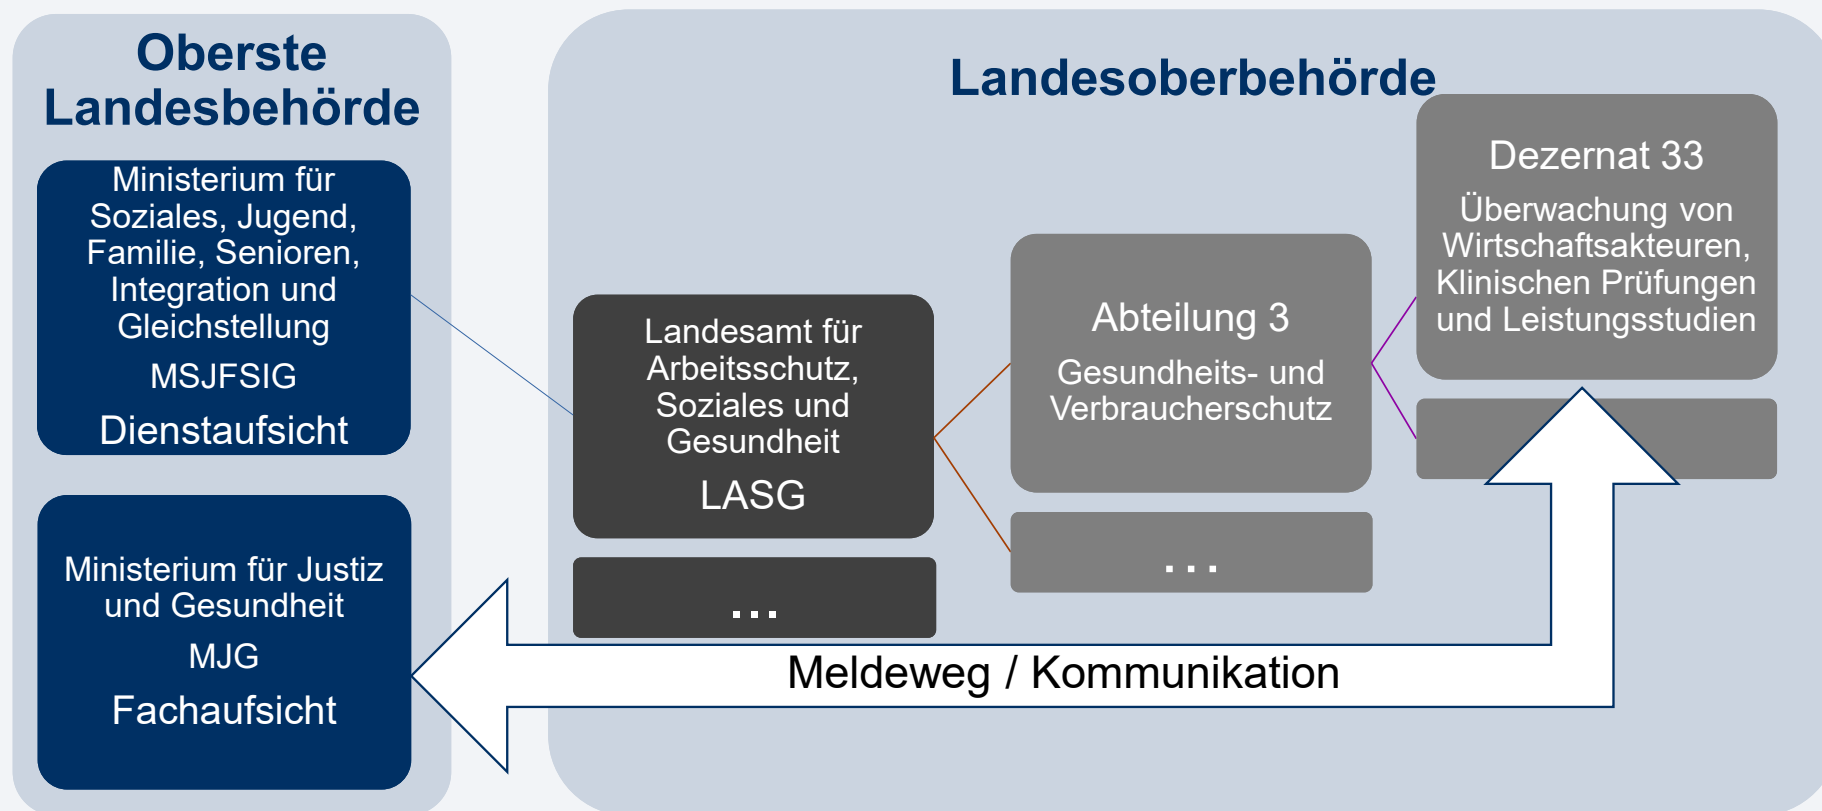 Oberste
Landesbehörde
Ministerium für
Soziales, Jugend,
Familie, Senioren,
Integration und
Gleichstellung
MSJFSIG
Dienstaufsicht
Ministerium für Justiz
und Gesundheit
MJG
Fachaufsicht
Landesoberbehörde
Landesamt für
Arbeitsschutz,
Soziales und
Gesundheit
LASG
...
Abteilung 3
Gesundheits- und
Verbraucherschutz
...
Dezernat 33
Überwachung von
Wirtschaftsakteuren,
Klinischen Prüfungen
und Leistungsstudien
Meldeweg / Kommunikation